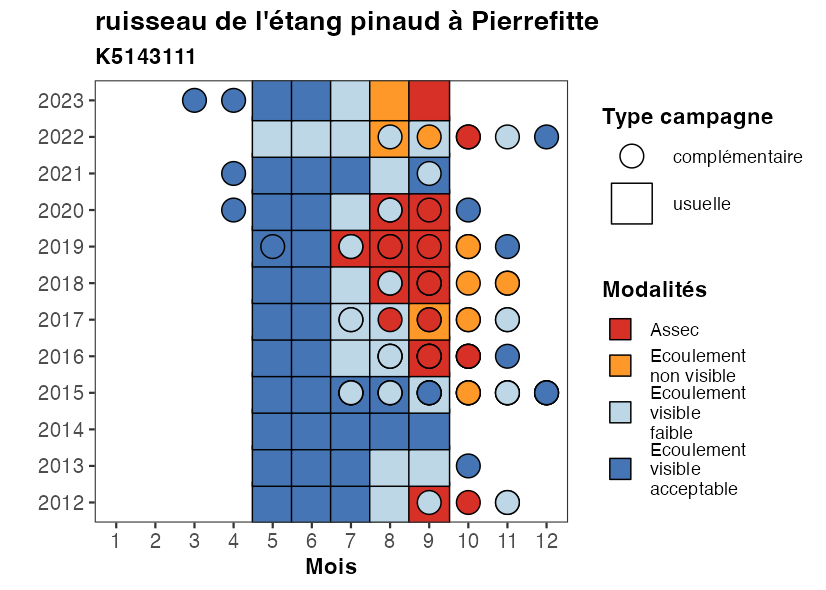 ruisseau de l'étang pinaud à Pierrefitte
K5143111
2023
2022
2021
2020
2019
2018
2017
2016
2015
2014
2013
2012
1 2 3 4 5 6 7 8 9 10 11 12
Mois
Type campagne
complémentaire
usuelle
Modalités
Assec
Ecoulement
non visible
Ecoulement
visible
faible
Ecoulement
visible
acceptable